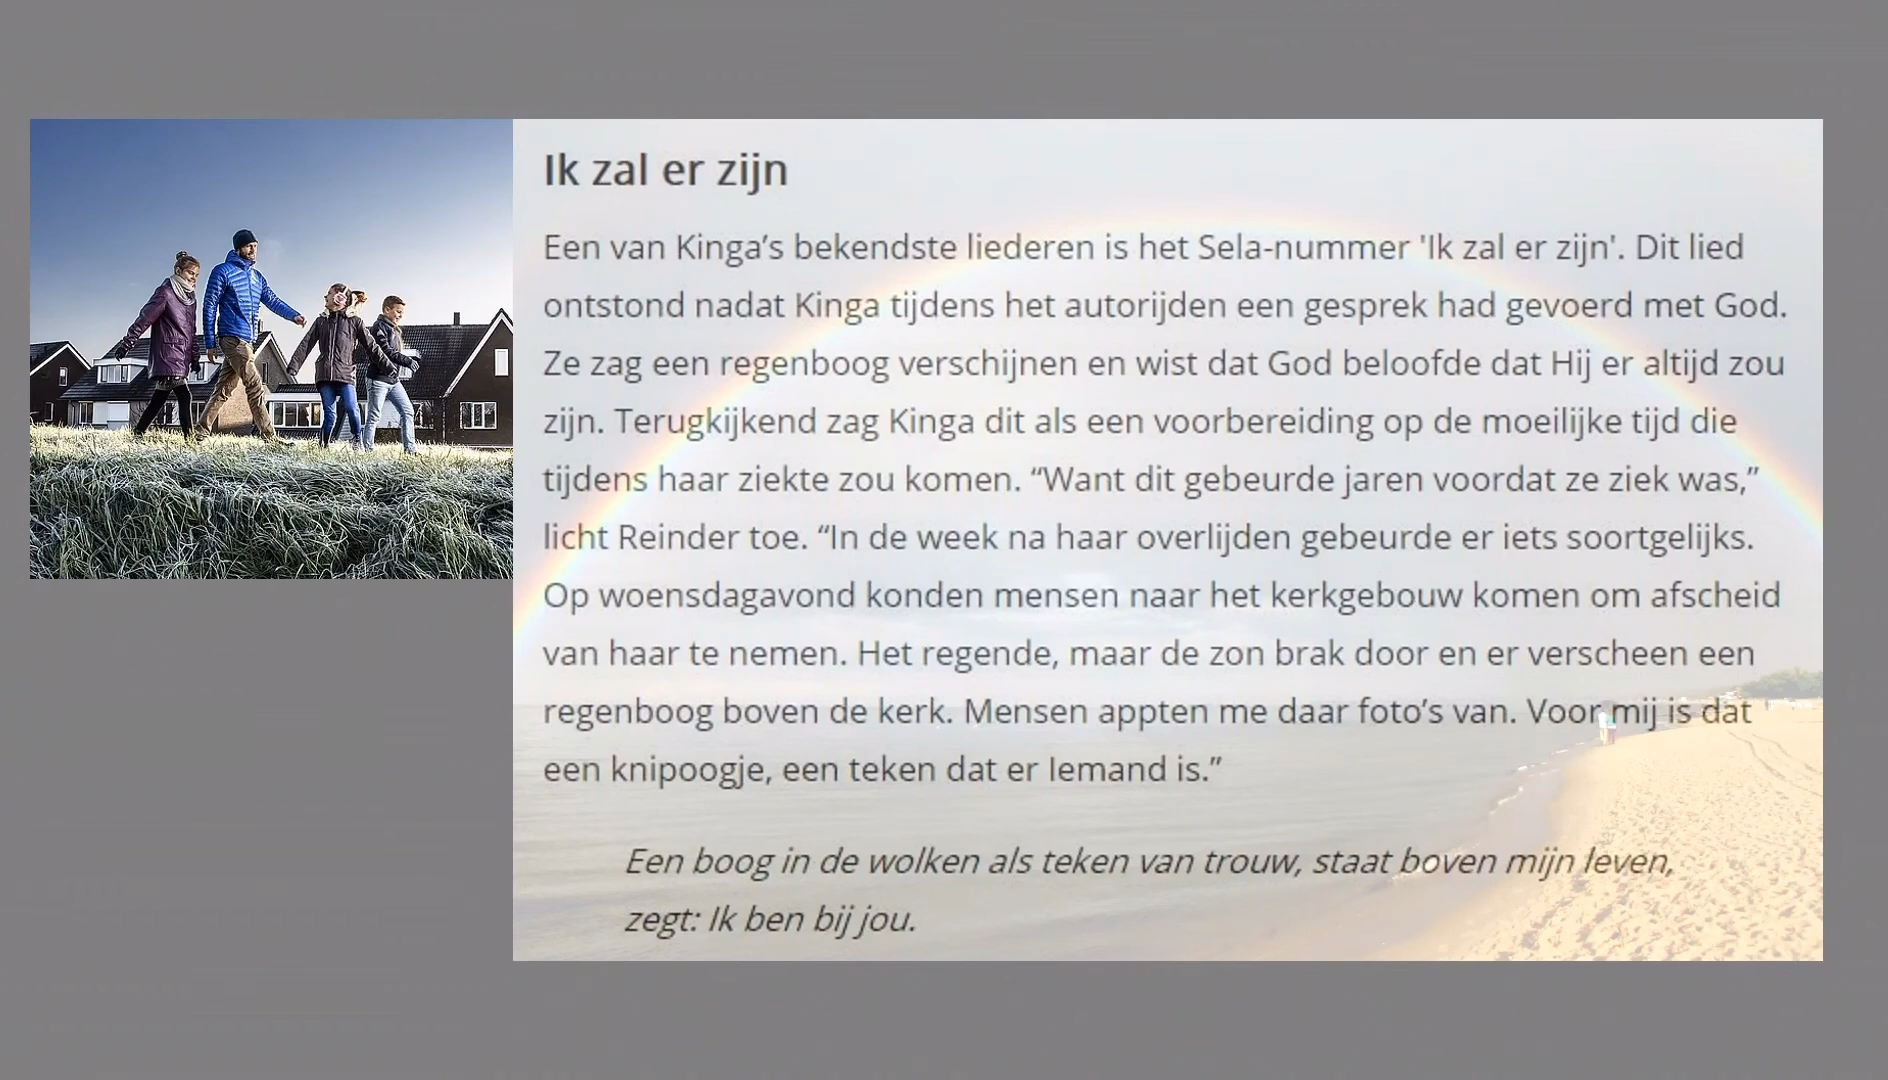 Ik zal er zijn
Een van Kinga’s bekendste liederen is het Sela-nummer 'Ik zal er zijn'. Dit lied
ontstond nadat Kinga tijdens het autorijden een gesprek had gevoerd met God.
Ze zag een regenboog verschijnen en wist dat God beloofde dat Hij er altijd zou
zijn. Terugkijkend zag Kinga dit als een voorbereiding op de moeilijke tijd die
tijdens haar ziekte zou komen. “Want dit gebeurde jaren voordat ze ziek was,”
licht Reinder toe. “In de week na haar overlijden gebeurde er iets soortgelijks.
Op woensdagavond konden mensen naar het kerkgebouw komen om afscheid
van haar te nemen. Het regende, maar de zon brak door en er verscheen een
regenboog boven de kerk. Mensen appten me daar foto’s van. Voor mij is dat
een knipoogje, een teken dat er Iemand is.”
Een boog in de wolken als teken van trouw, staat boven mijn leven,
zegt: Ik ben bij jou.